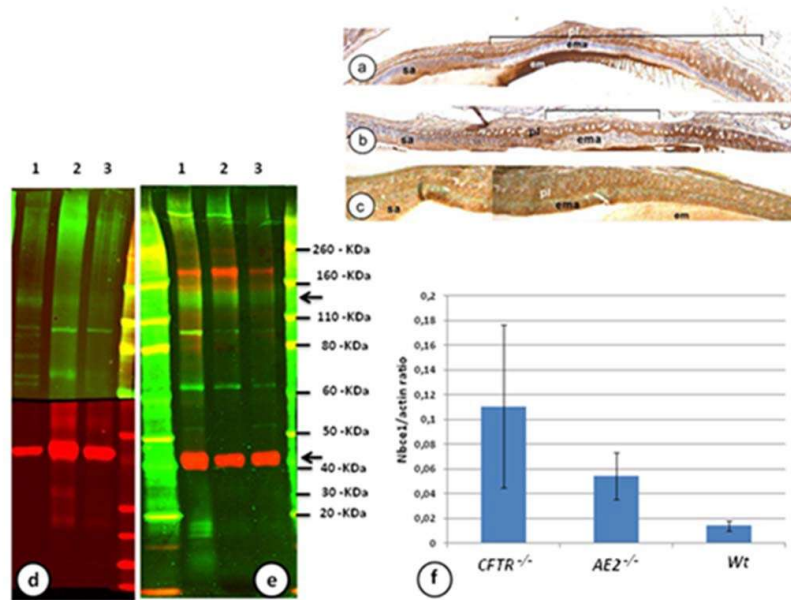 pl
ema
sa
em
a
pl
sa
ema
b
pl
sa
ema
em
c
1 2 3
1 2 3
260 -KDa
160 -KDa
110 -KDa
80 -KDa
60 -KDa
50 -KDa
40 -KDa
30 -KDa
20 -KDa
d
e
Nbce1/actin ratio
0,2
0,18
0,16
0,14
0,12
0,1
0,08
0,06
0,04
0,02
0
CFTR -/-
AE2 -/-
Wt
f